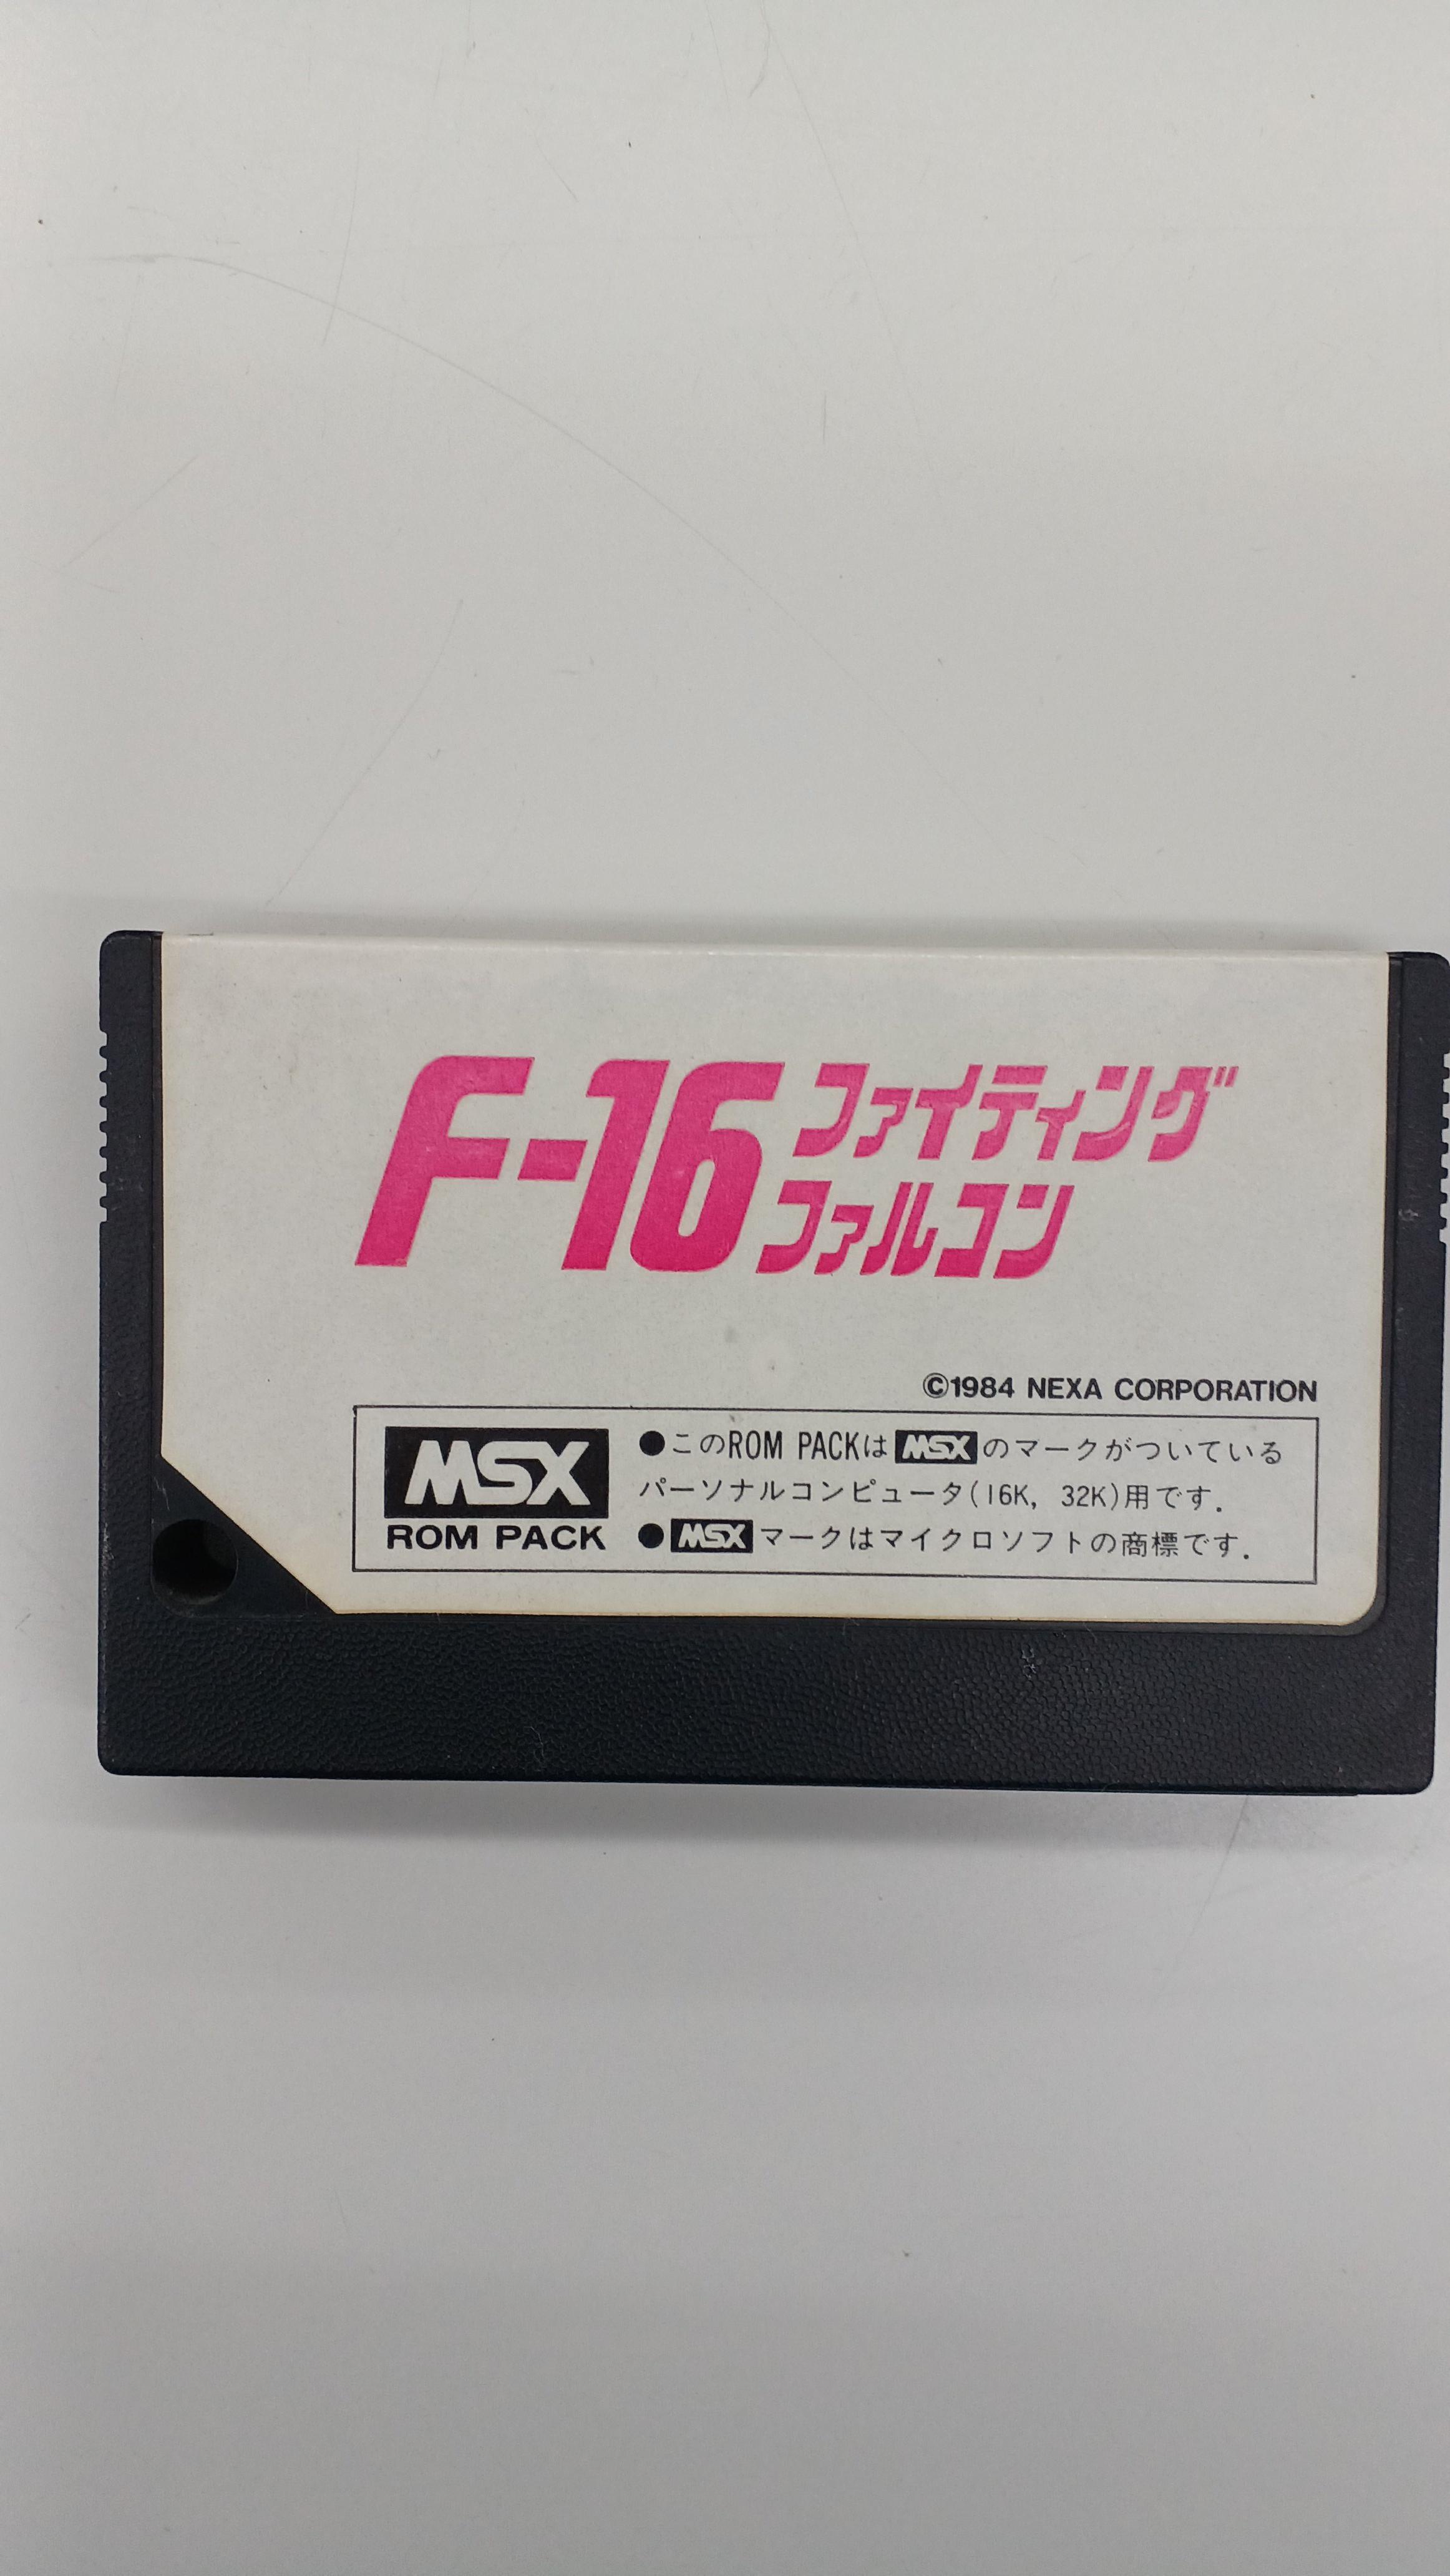 F-16 ファイティング
ファルコン
©1984 NEXA CORPORATION
MSX
ROM PACK
●このROM PACKはMSXのマークがついている
パーソナルコンピュータ(16K, 32K)用です.
●MSXマークはマイクロソフトの商標です.